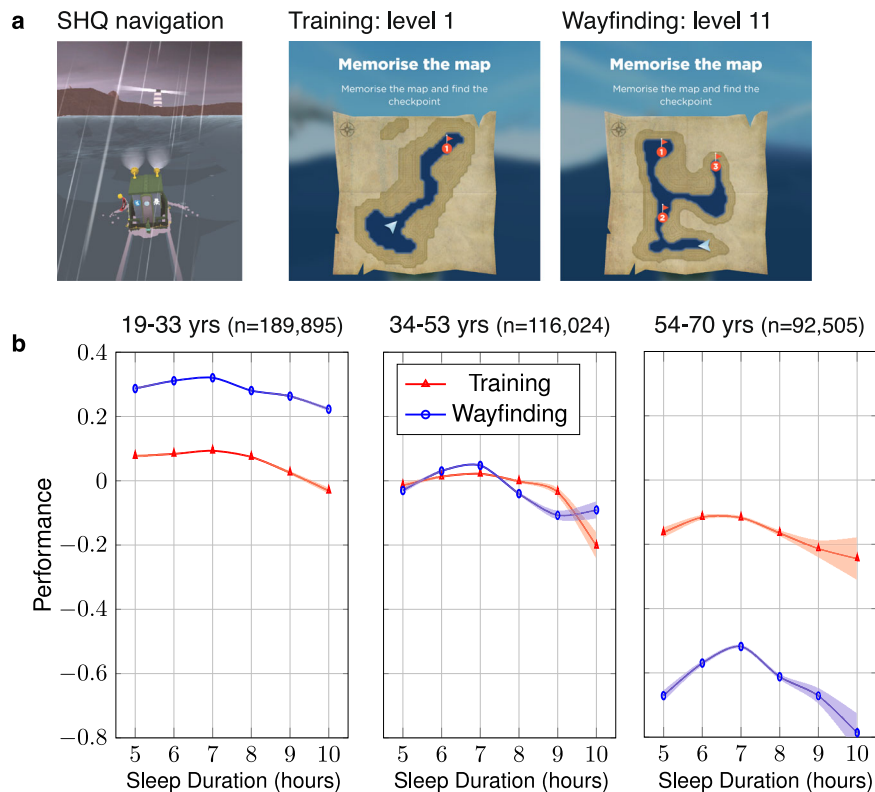 a
SHQ navigation
Training: level 1
Wayfinding: level 11
Memorise the map
Memorise the map and find the
checkpoint
1
Memorise the map
Memorise the map and find the
checkpoint
1
3
2
b
19-33 yrs (n=189,895)
34-53 yrs (n=116,024)
54-70 yrs (n=92,505)
Training
Wayfinding
Performance
0.4
0.2
0
−0.2
−0.4
−0.6
−0.8
5 6 7 8 9 10
5 6 7 8 9 10
5 6 7 8 9 10
Sleep Duration (hours)
Sleep Duration (hours)
Sleep Duration (hours)